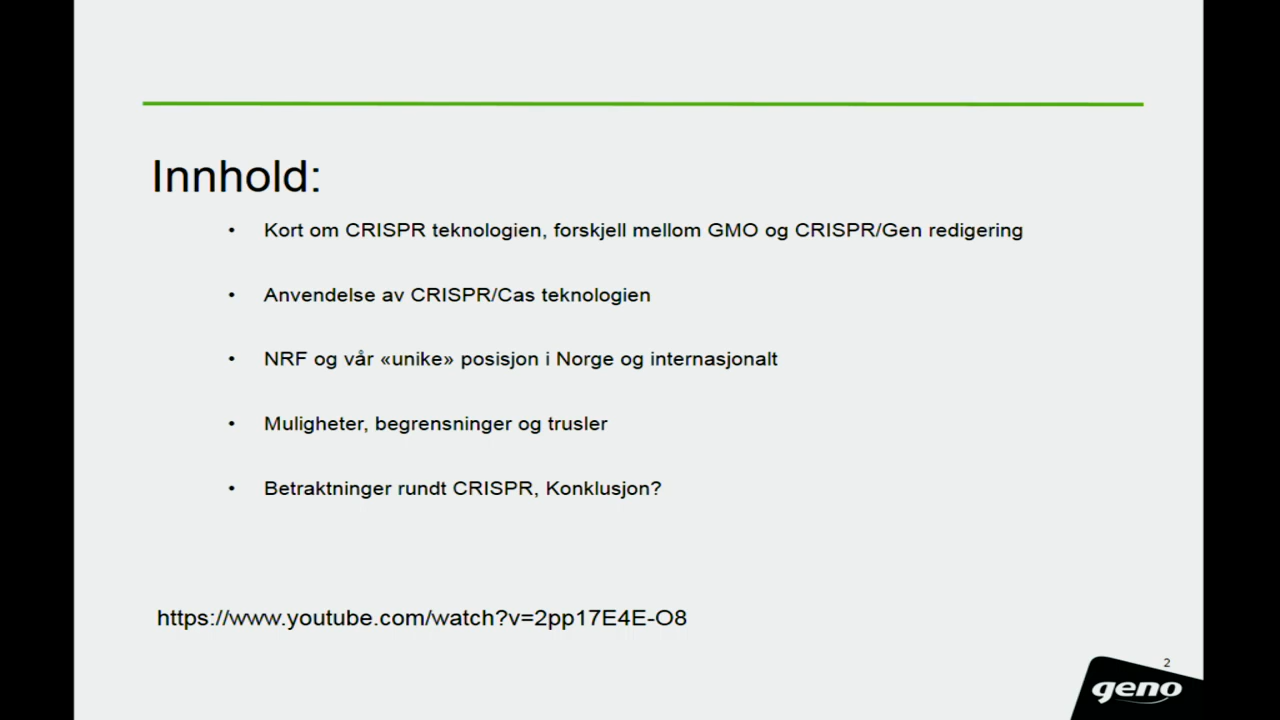 Innhold:
• Kort om CRISPR teknologien, forskjell mellom GMO og CRISPR/Gen redigering
• Anvendelse av CRISPR/Cas teknologien
• NRF og vår «unike» posisjon i Norge og internasjonalt
• Muligheter, begrensninger og trusler
• Betraktninger rundt CRISPR, Konklusjon?
https://www.youtube.com/watch?v=2pp17E4E-O8
2
geno